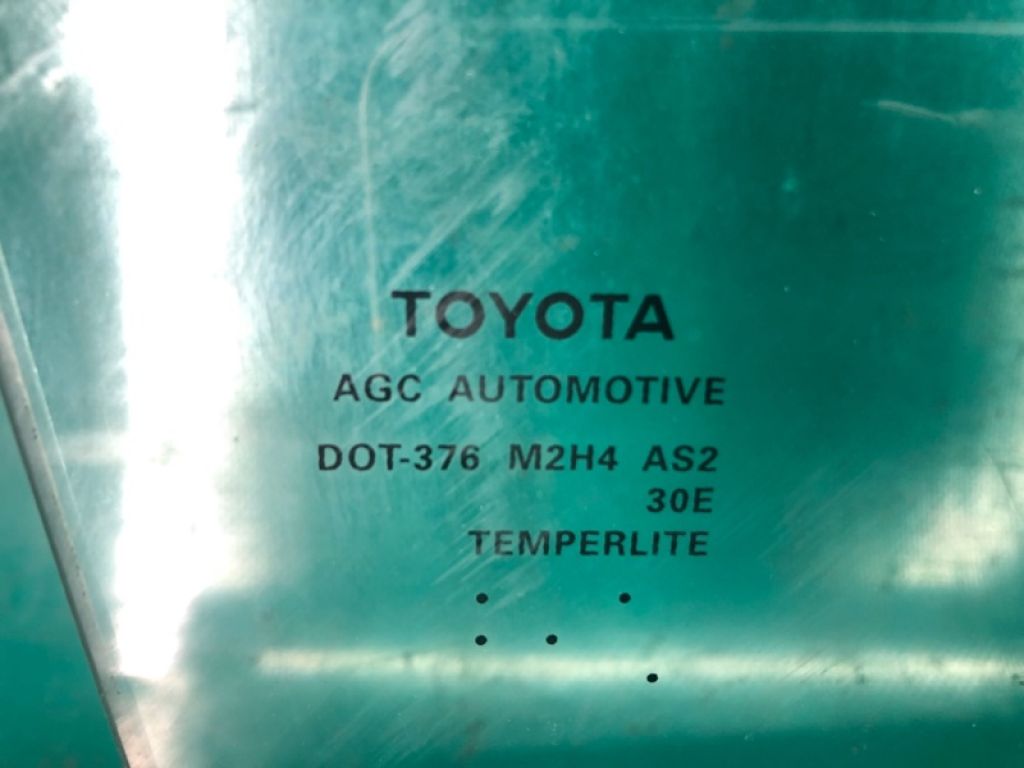 TOYOTA
AGC AUTOMOTIVE
DOT-376 M2H4 AS2
30E
TEMPERLITE